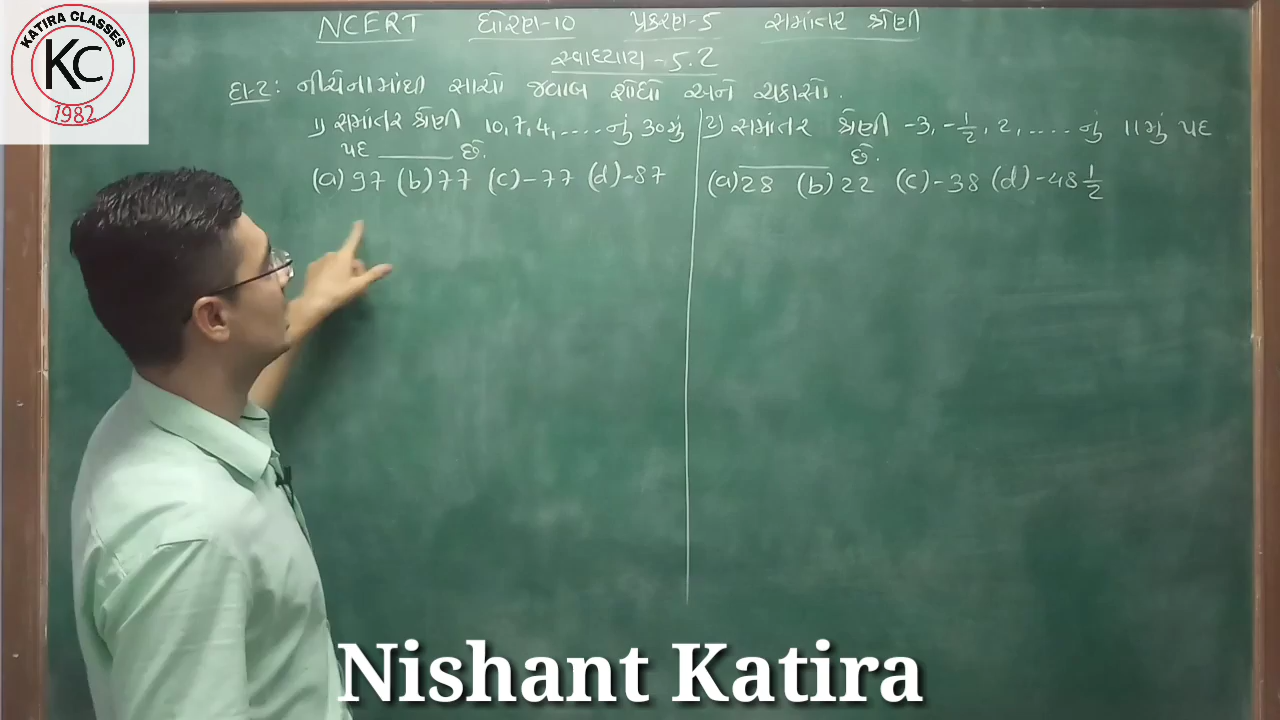 KATIRA CLASSES
KC
1982
NCERT ધોરણ-10 પ્રકરણ-5 સમાંતર શ્રેણી
સ્વાધ્યાય - 5.2
દા-2: નીચેનામાંથી સાચો જવાબ શોધો અને ચકાસો.
1) સમાંતર શ્રેણી 10, 7, 4, ..... નું 30મું
પદ ______ છે.
(a) 97 (b) 77 (c) -77 (d) -87
2) સમાંતર શ્રેણી -3, -1/2, 2, ..... નું 11મું પદ
______ છે.
(a) 28 (b) 22 (c) -38 (d) -48 1/2
Nishant Katira